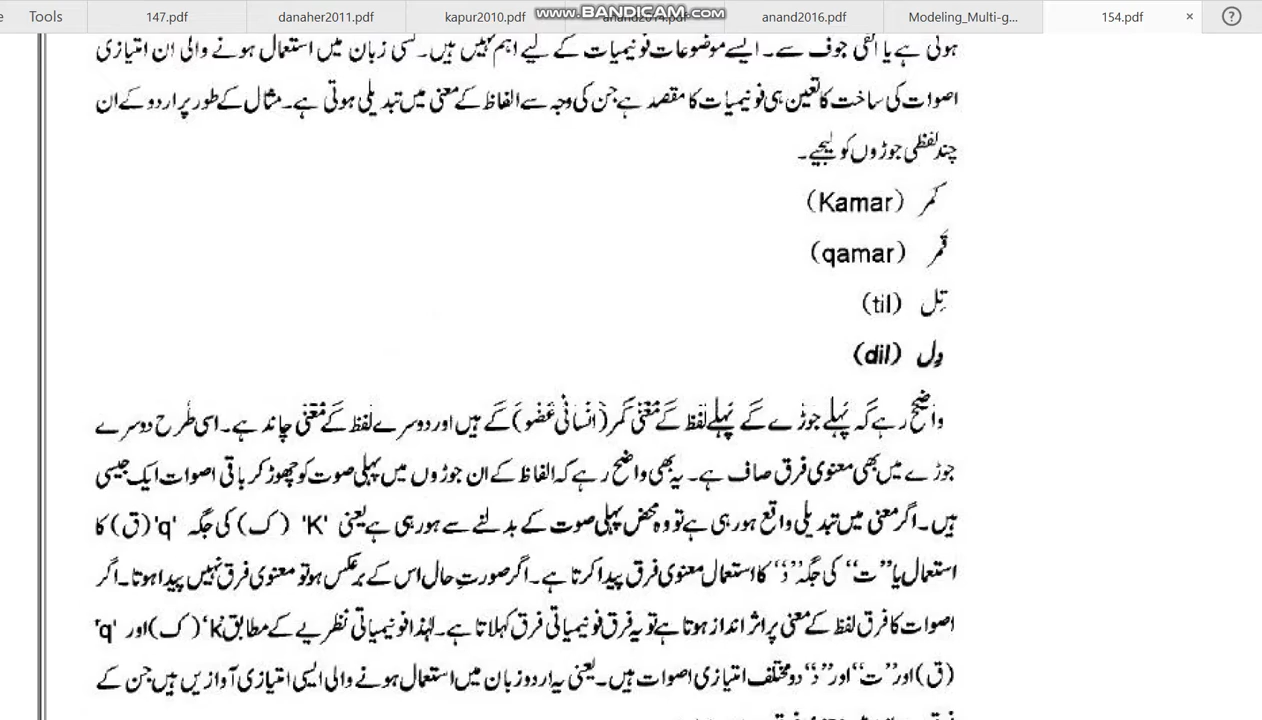 e Tools 147.pdf danaher2011.pdf kapur2010.pdf anand2014.pdf anand2016.pdf Modeling_Multi-g... 154.pdf × ?
www.BANDICAM.com
ہوتی ہے یا انفی جوف سے۔ ایسے موضوعات فونیمیات کے لیے اہم نہیں ہیں۔ کسی زبان میں استعمال ہونے والی ان امتیازی
اصوات کی ساخت کا تعین ہی فونیمیات کا مقصد ہے جن کی وجہ سے الفاظ کے معنی میں تبدیلی ہوتی ہے۔ مثال کے طور پر اردو کے ان
چند لفظی جوڑوں کو لیجیے۔
کمر (Kamar)
قمر (qamar)
تِل (til)
دِل (dil)
واضح رہے کہ پہلے جوڑے کے پہلے لفظ کے معنی کمر (انسانی عضو) کے ہیں اور دوسرے لفظ کے معنی چاند ہے۔ اسی طرح دوسرے
جوڑے میں بھی معنوی فرق صاف ہے۔ یہ بھی واضح رہے کہ الفاظ کے ان جوڑوں میں پہلی صوت کو چھوڑ کر باقی اصوات ایک جیسی
ہیں۔ اگر معنی میں تبدیلی واقع ہو رہی ہے تو وہ محض پہلی صوت کے بدلنے سے ہو رہی ہے یعنی 'K' (ک) کی جگہ 'q' (ق) کا
استعمال یا ”ت“ کی جگہ ”د“ کا استعمال معنوی فرق پیدا کرتا ہے۔ اگر صورتِ حال اس کے برعکس ہو تو معنوی فرق نہیں پیدا ہوتا۔ اگر
اصوات کا فرق لفظ کے معنی پر اثر انداز ہوتا ہے تو یہ فرق فونیمیاتی فرق کہلاتا ہے۔ لہٰذا فونیمیاتی نظریے کے مطابق 'k' (ک) اور 'q'
(ق) اور ”ت“ اور ”د“ دو مختلف امتیازی اصوات ہیں۔ یعنی یہ اردو زبان میں استعمال ہونے والی ایسی امتیازی آوازیں ہیں جن کے